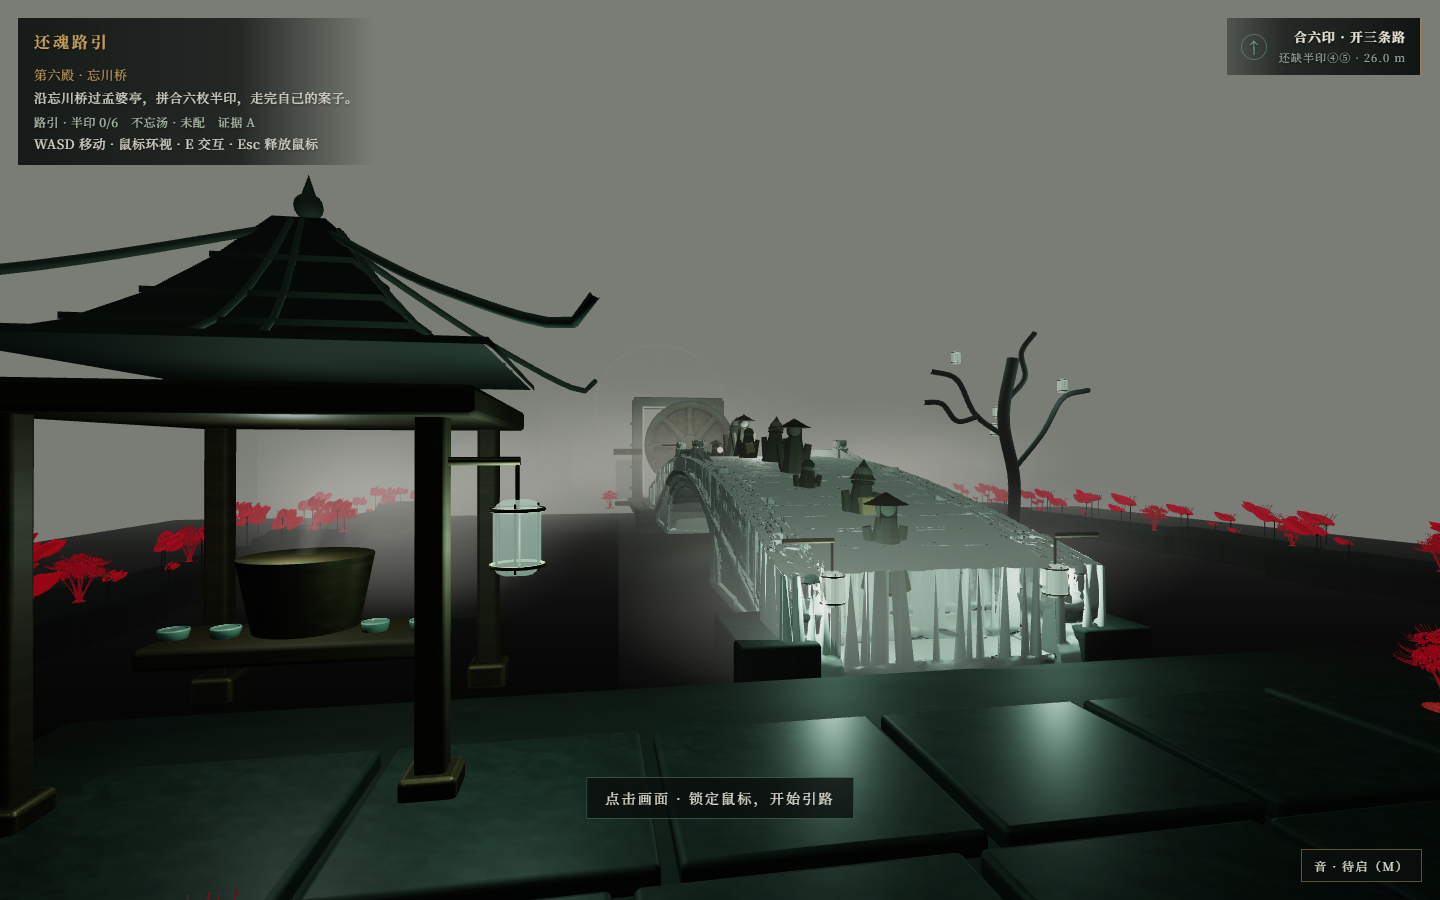 还魂路引
第六殿 · 忘川桥
沿忘川桥过孟婆亭，拼合六枚半印，走完自己的案子。
路引 · 半印 0/6 不忘汤 · 未配 证据 A
WASD 移动 · 鼠标环视 · E 交互 · Esc 释放鼠标
合六印 · 开三条路
还缺半印④⑤ · 26.0 m
点击画面 · 锁定鼠标，开始引路
音 · 待启（M）